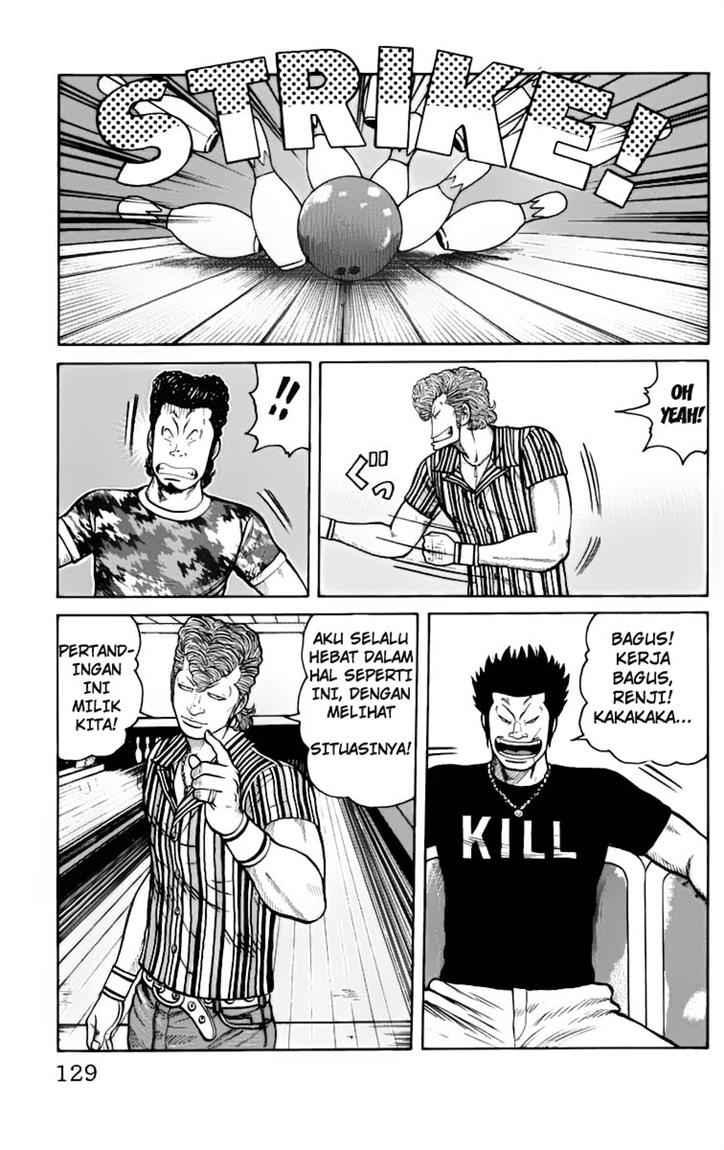 STRIKE!
OH
YEAH!
!!
ぐっ
BAGUS!
KERJA
BAGUS,
RENJI!
KAKAKAKA...
KILL
AKU SELALU
HEBAT DALAM
HAL SEPERTI
INI, DENGAN
MELIHAT
SITUASINYA!
PERTAND-
INGAN
INI
MILIK
KITA!
129